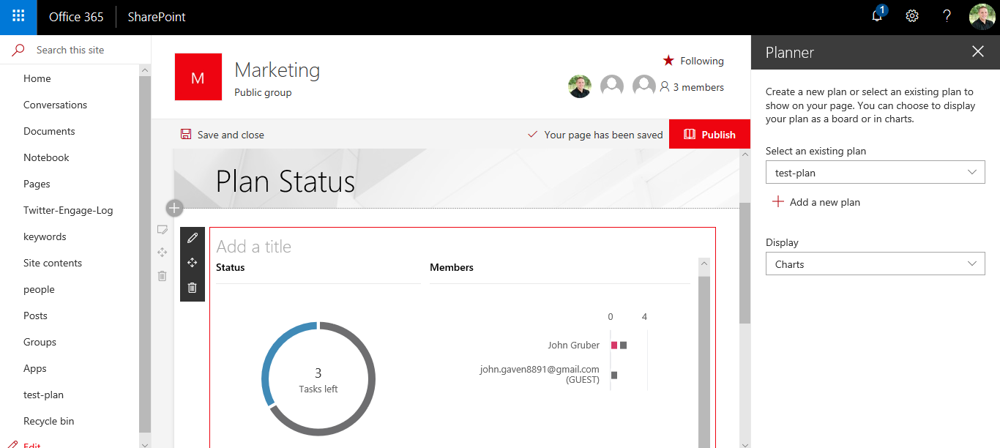 Office 365
SharePoint
1
?
Search this site
Home
Conversations
Documents
Notebook
Pages
Twitter-Engage-Log
keywords
Site contents
people
Posts
Groups
Apps
test-plan
Recycle bin
Edit
M
Marketing
Public group
Following
3 members
Save and close
Your page has been saved
Publish
Plan Status
Add a title
Status
3
Tasks left
Members
0 4
John Gruber
john.gaven8891@gmail.com
(GUEST)
Planner
Create a new plan or select an existing plan to
show on your page. You can choose to display
your plan as a board or in charts.
Select an existing plan
test-plan
Add a new plan
Display
Charts